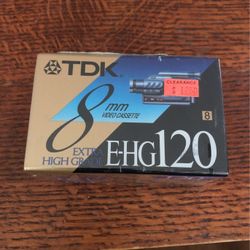 TDK
CLEARANCE
8
mm
VIDEO CASSETTE
8
EXTRA
HIGH GRADE
E-HG120